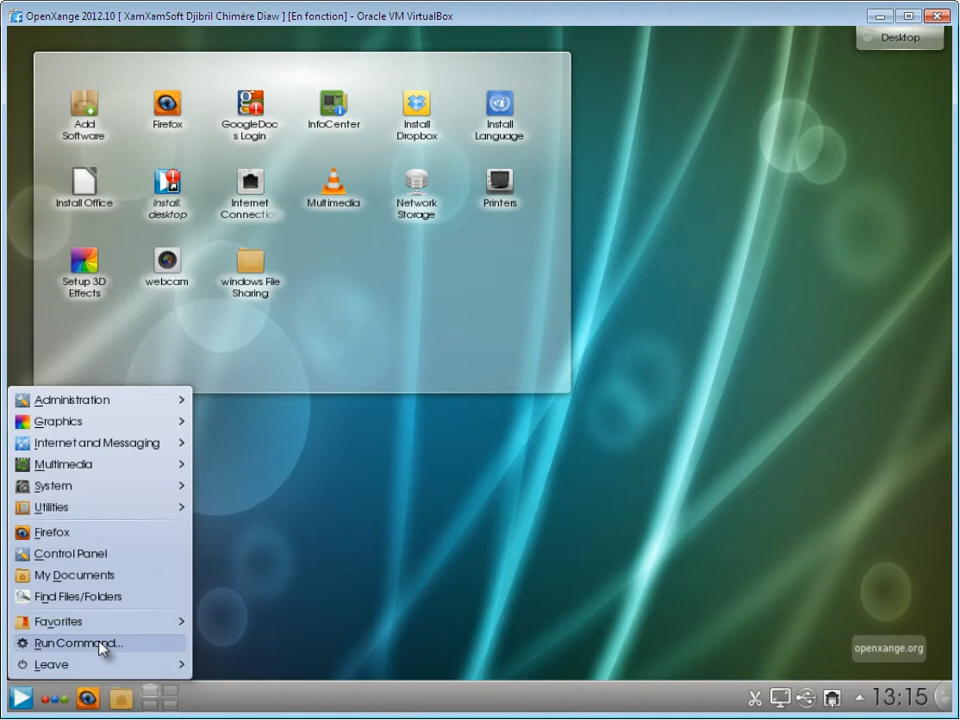 OpenXange 2012.10 [ XamXamSoft Djibril Chimère Diaw ] [En fonction] - Oracle VM VirtualBox
Desktop
Add
Software
Firefox
GoogleDoc
s Login
InfoCenter
Install
Dropbox
Install
Language
Install Office
Install.
desktop
Internet
Connectio
Multimedia
Network
Storage
Printers
Setup 3D
Effects
webcam
windows File
Sharing
Administration
Graphics
Internet and Messaging
Multimedia
System
Utilities
Firefox
Control Panel
My Documents
Find Files/Folders
Favorites
Run Command...
Leave
openxange.org
13:15